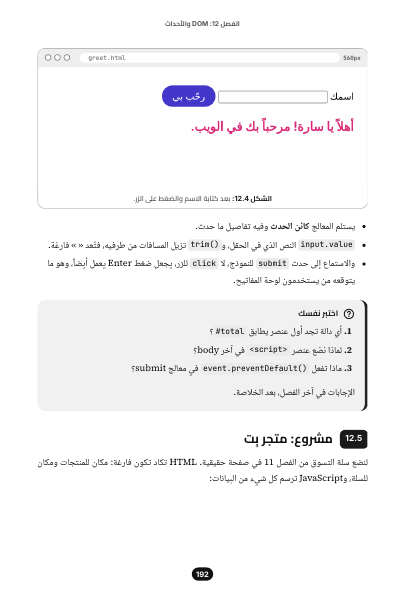 الفصل 12: DOM والأحداث
greet.html
560px
اسمك
رحّب بي
أهلاً يا سارة! مرحباً بك في الويب.
الشكل 12.4: بعد كتابة الاسم والضغط على الزر.
• يستلم المعالج كائن الحدث وفيه تفاصيل ما حدث.
• input.value النص الذي في الحقل، وtrim() تزيل المسافات من طرفيه، فتُعد « » فارغة.
• والاستماع إلى حدث submit للنموذج، لا click للزر، يجعل ضغط Enter يعمل أيضاً، وهو ما
يتوقعه من يستخدمون لوحة المفاتيح.
اختبر نفسك
1. أي دالة تجد أول عنصر يطابق #total ؟
2. لماذا نضع عنصر <script> في آخر body؟
3. ماذا تفعل event.preventDefault() في معالج submit؟
الإجابات في آخر الفصل، بعد الخلاصة.
12.5 مشروع: متجر بِت
لنضع سلة التسوق من الفصل 11 في صفحة حقيقية. HTML تكاد تكون فارغة: مكان للمنتجات ومكان
للسلة، وJavaScript ترسم كل شيء من البيانات:
192